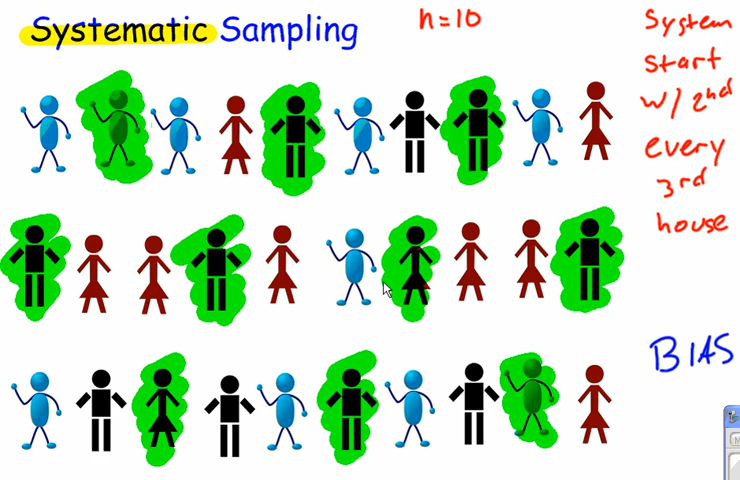 Systematic Sampling
n=10
System
start
w/ 2nd
every
3rd
house
BIAS